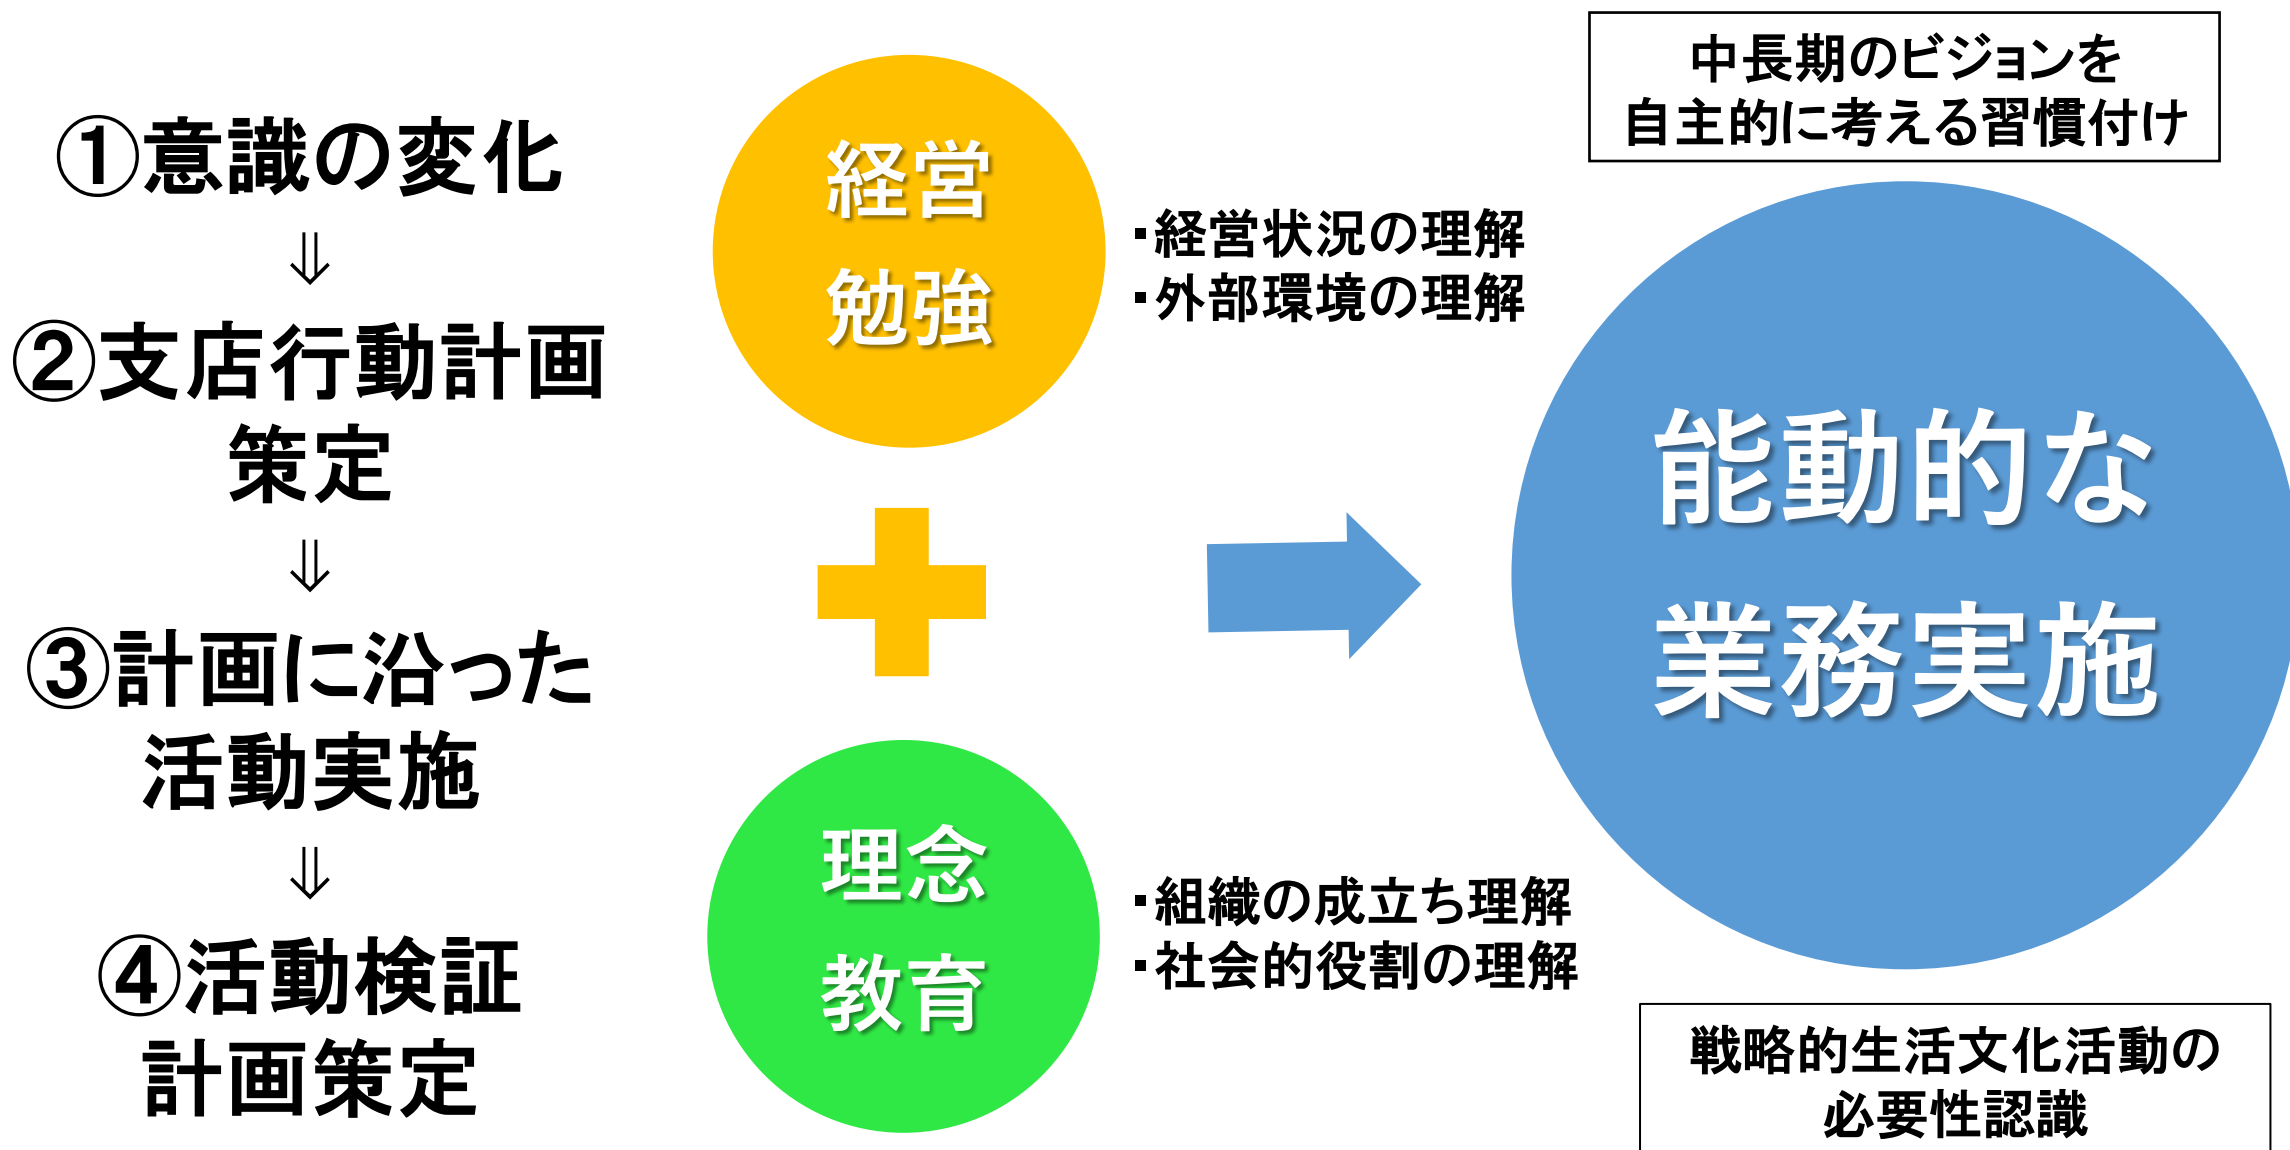 ①意識の変化
⇓
②支店行動計画
策定
⇓
③計画に沿った
活動実施
⇓
④活動検証
計画策定
経営
勉強
・経営状況の理解
・外部環境の理解
理念
教育
・組織の成立ち理解
・社会的役割の理解
中長期のビジョンを
自主的に考える習慣付け
能動的な
業務実施
戦略的生活文化活動の
必要性認識